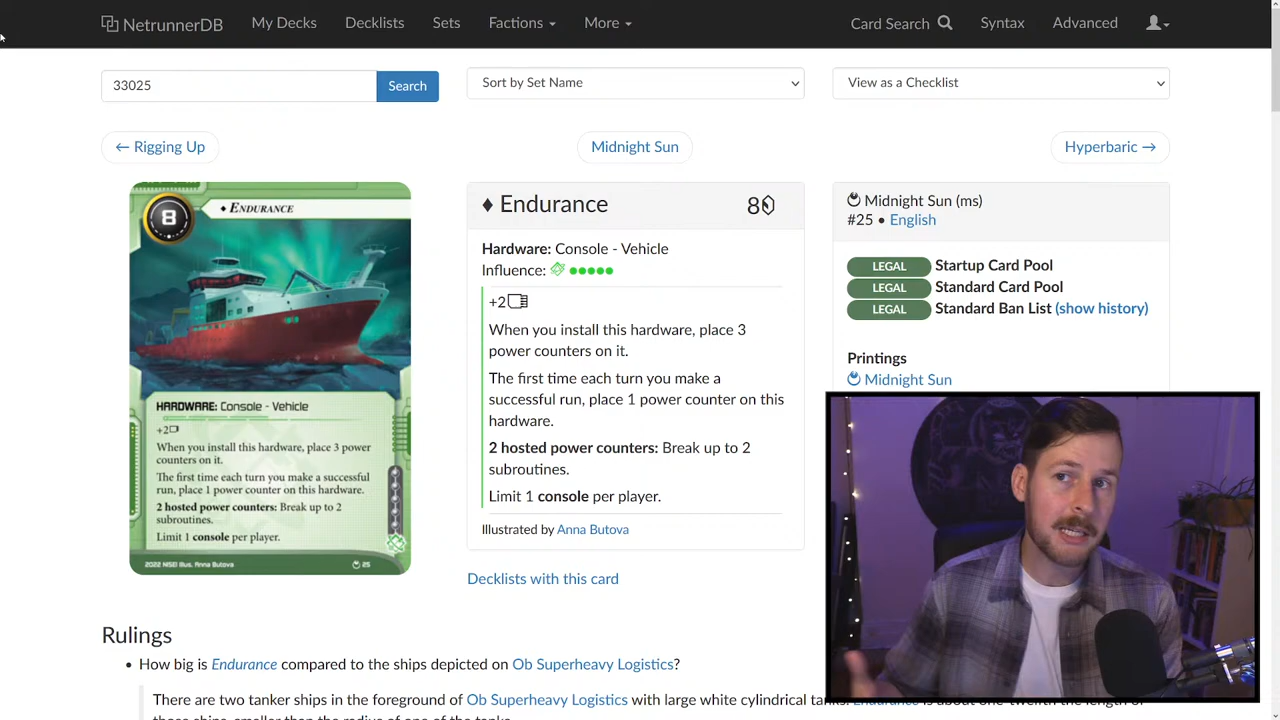 NetrunnerDB My Decks Decklists Sets Factions More Card Search Syntax Advanced
33025 Search Sort by Set Name View as a Checklist
← Rigging Up Midnight Sun Hyperbaric →
8
♦ ENDURANCE
HARDWARE: Console - Vehicle
+2
When you install this hardware, place 3 power
counters on it.
The first time each turn you make a successful
run, place 1 power counter on this hardware.
2 hosted power counters: Break up to 2
subroutines.
Limit 1 console per player.
2022 NISEI Illus. Anna Butova
25
♦ Endurance 8
Hardware: Console - Vehicle
Influence: ●●●●●
+2
When you install this hardware, place 3
power counters on it.
The first time each turn you make a
successful run, place 1 power counter on this
hardware.
2 hosted power counters: Break up to 2
subroutines.
Limit 1 console per player.
Illustrated by Anna Butova
Decklists with this card
Midnight Sun (ms)
#25 • English
LEGAL Startup Card Pool
LEGAL Standard Card Pool
LEGAL Standard Ban List (show history)
Printings
Midnight Sun
Rulings
• How big is Endurance compared to the ships depicted on Ob Superheavy Logistics?
There are two tanker ships in the foreground of Ob Superheavy Logistics with large white cylindrical